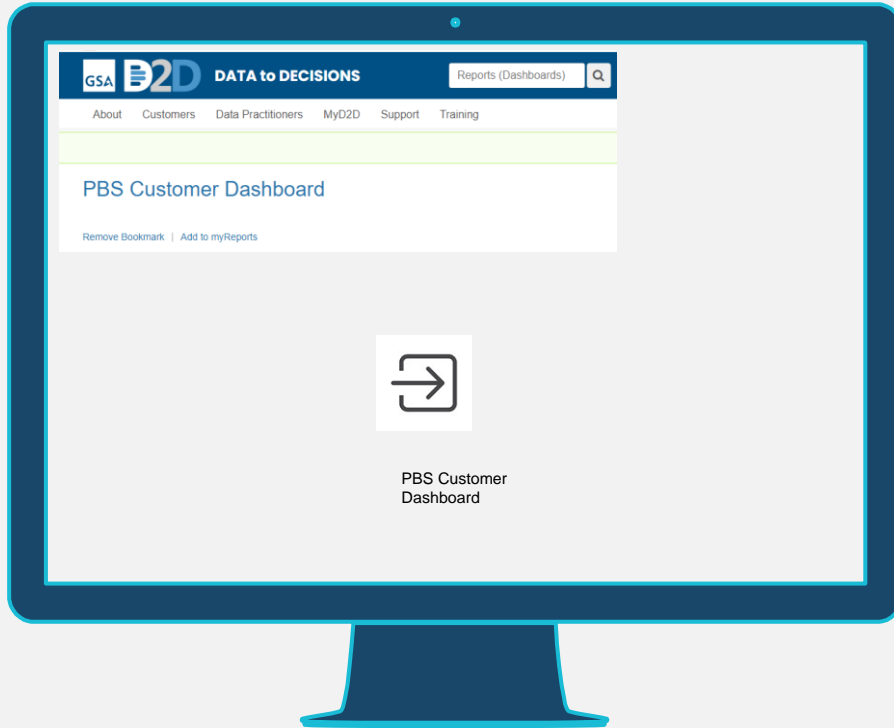 GSA D2D DATA to DECISIONS Reports (Dashboards)
About Customers Data Practitioners MyD2D Support Training
PBS Customer Dashboard
Remove Bookmark | Add to myReports
PBS Customer
Dashboard